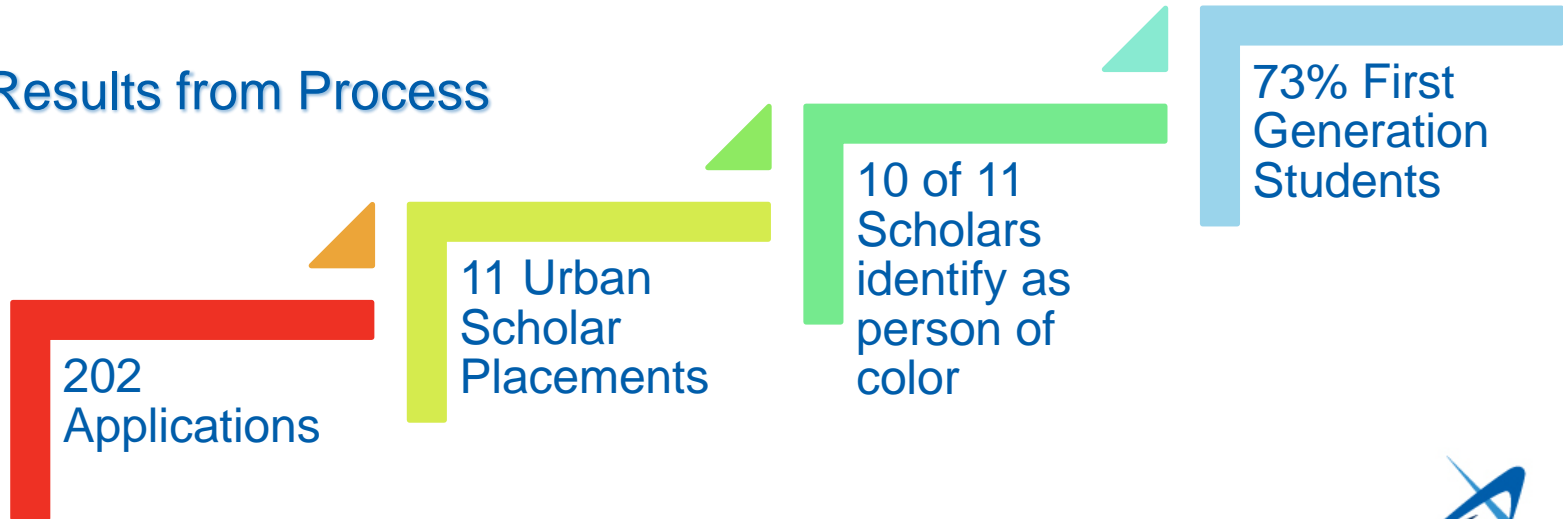 Results from Process
202
Applications
11 Urban
Scholar
Placements
10 of 11
Scholars
identify as
person of
color
73% First
Generation
Students